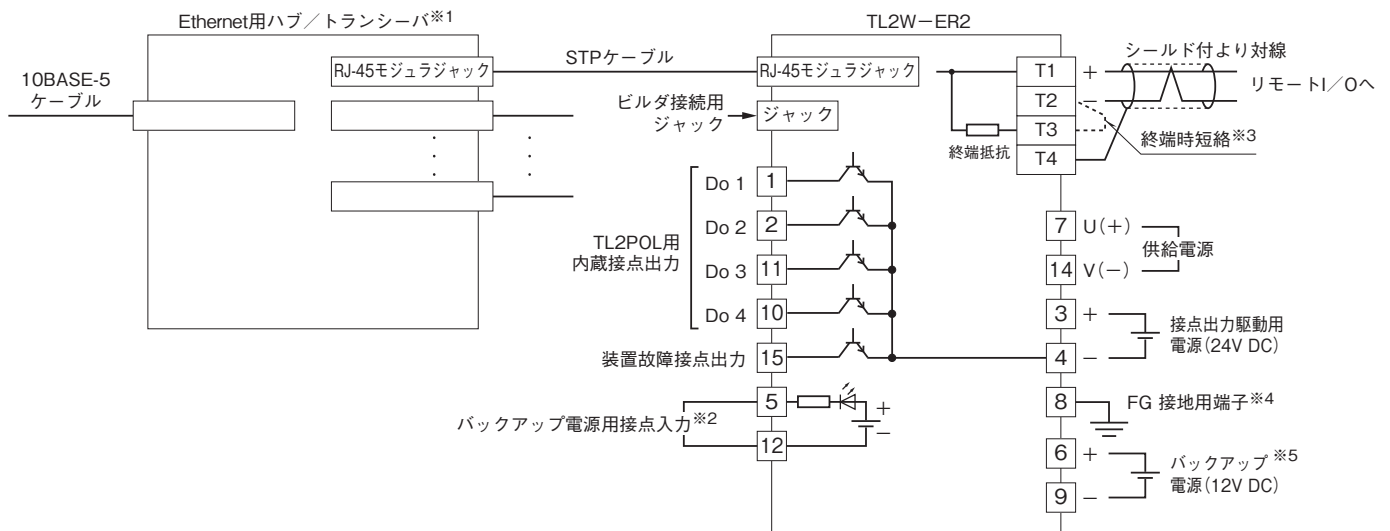 Ethernet用ハブ／トランシーバ※1
TL2W－ER2
10BASE-5
ケーブル
RJ-45モジュラジャック
STPケーブル
RJ-45モジュラジャック
ビルダ接続用
ジャック
ジャック
T1
T2
T3
T4
+
−
終端抵抗
シールド付より対線
リモートI／Oへ
終端時短絡※3
TL2POL用
内蔵接点出力
Do 1
1
Do 2
2
Do 3
11
Do 4
10
装置故障接点出力
15
バックアップ電源用接点入力※2
5
12
+
−
7
U(＋)
14
V(－)
供給電源
3
+
4
−
接点出力駆動用
電源(24V DC)
8
FG 接地用端子※4
6
+
9
−
バックアップ ※5
電源(12V DC)